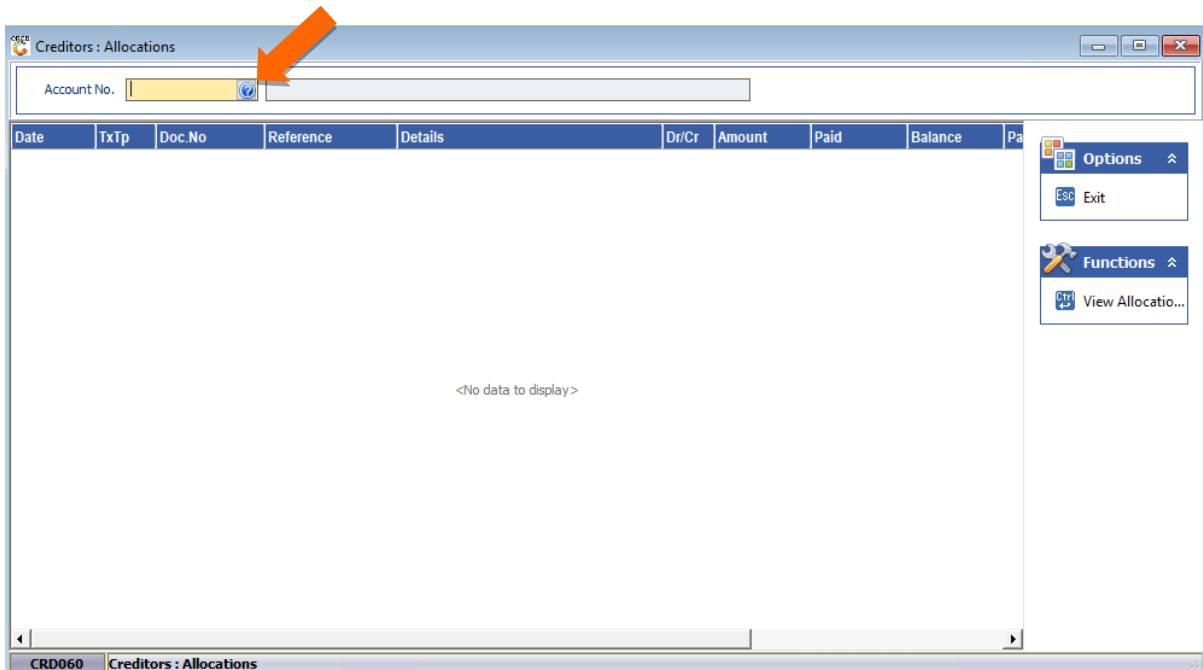 Creditors : Allocations
Account No.
Date TxTp Doc.No Reference Details Dr/Cr Amount Paid Balance Pa
Options
Esc Exit
Functions
Ctrl View Allocatio...
<No data to display>
CRD060 Creditors : Allocations